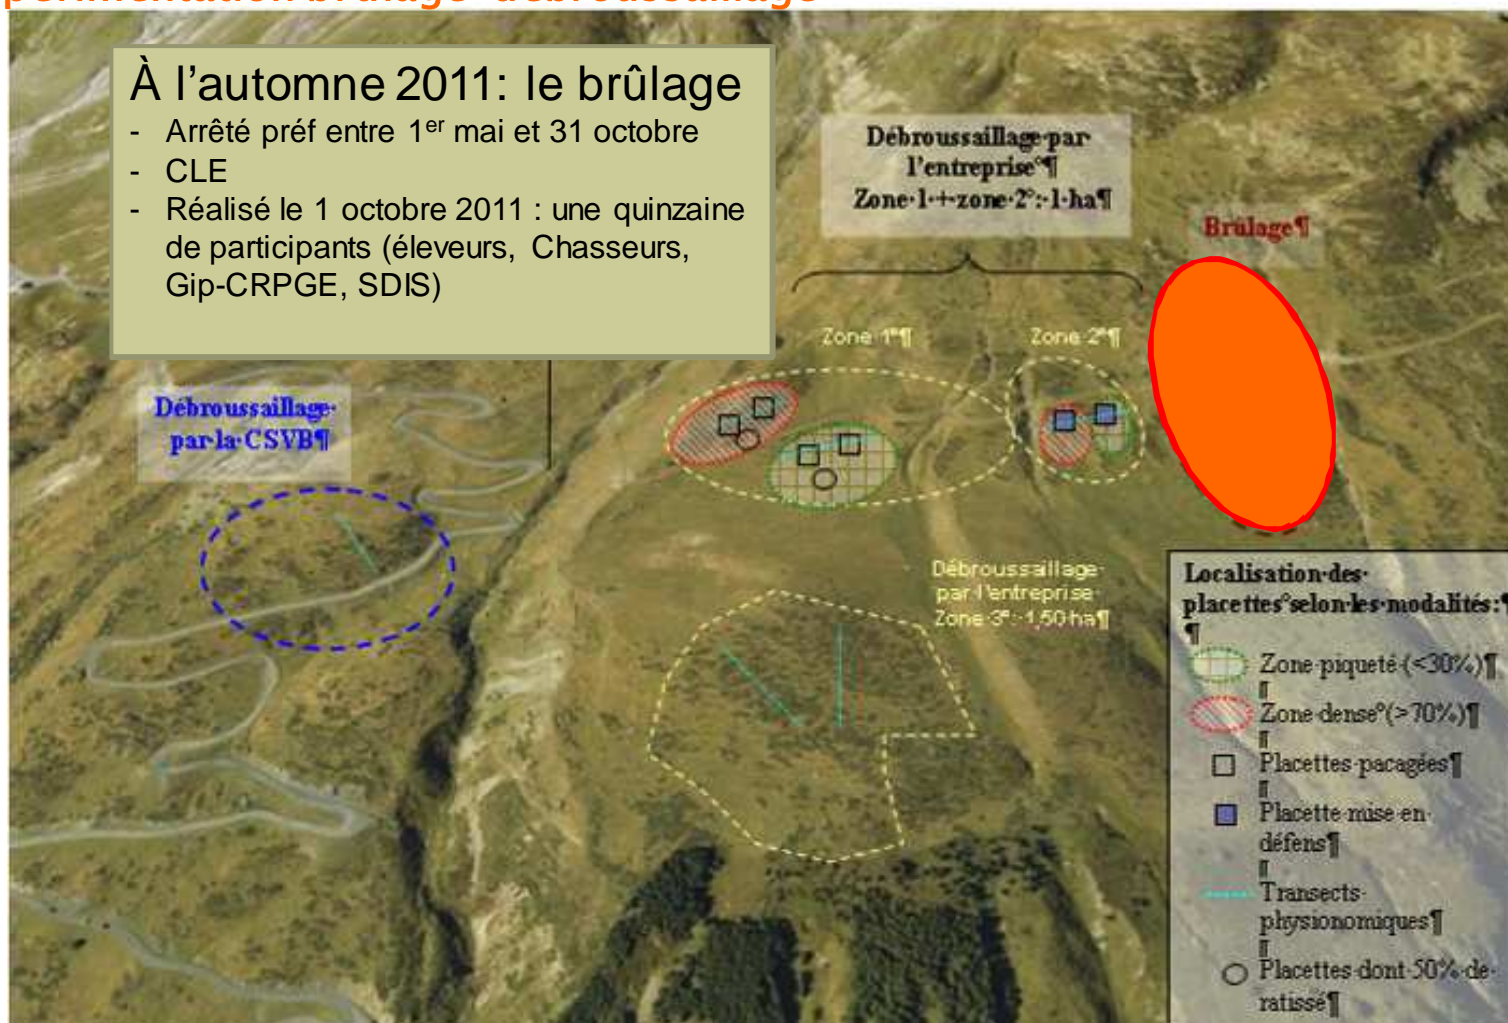 périmentation brûlage- débroussaillage
À l’automne 2011: le brûlage
- Arrêté préf entre 1er mai et 31 octobre
- CLE
- Réalisé le 1 octobre 2011 : une quinzaine
de participants (éleveurs, Chasseurs,
Gip-CRPGE, SDIS)
Débroussaillage·par·
l'entreprise°¶
Zone·1·+·zone·2°:·1·ha¶
Brûlage¶
Zone·1°¶
Zone·2°¶
Débroussaillage·
par·la·CSVB¶
Débroussaillage·
par·l'entreprise·
Zone·3°:·1,50·ha¶
Localisation·des·
placettes°selon·les·modalités:¶
¶
Zone·piqueté·(<30%)¶
¶
Zone·dense°(>70%)¶
¶
Placettes·pacagées¶
¶
Placette·mise·en·
défens¶
¶
Transects·
physionomiques¶
¶
Placettes·dont·50%·de·
ratissé¶